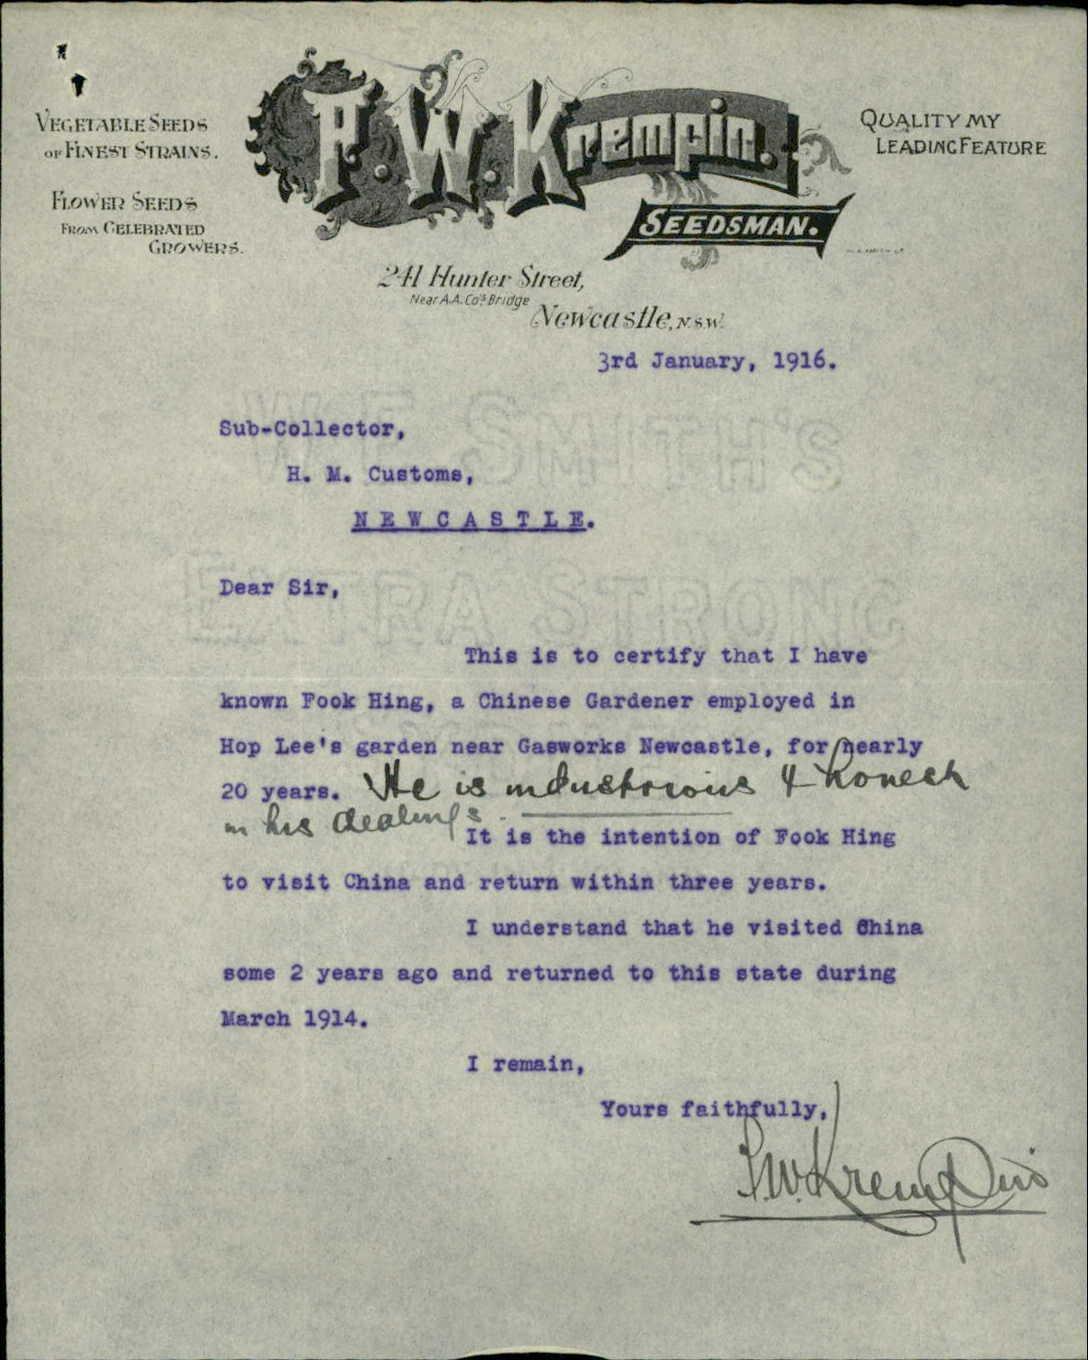 VEGETABLE SEEDS
OF FINEST STRAINS.
FLOWER SEEDS
FROM CELEBRATED
GROWERS.
F.W. Krempin.
SEEDSMAN.
QUALITY MY
LEADING FEATURE
241 Hunter Street,
Near A.A. Co's Bridge
Newcastle, N.S.W.
3rd January, 1916.
W E SMITH'S
Sub-Collector,
H. M. Customs,
NEWCASTLE.
EXTRA STRONG
Dear Sir,
This is to certify that I have
known Fook Hing, a Chinese Gardener employed in
Hop Lee's garden near Gasworks Newcastle, for nearly
20 years. He is industrious & honest
in his dealings.
It is the intention of Fook Hing
to visit China and return within three years.
I understand that he visited China
some 2 years ago and returned to this state during
March 1914.
I remain,
Yours faithfully,
F.W. Krempin